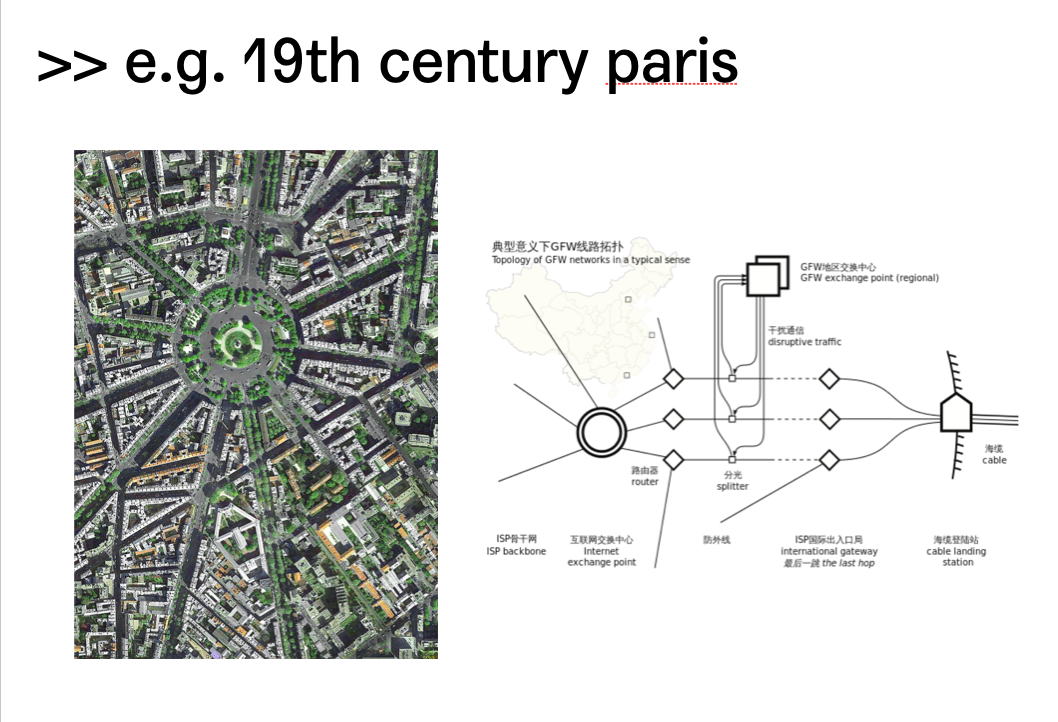 >> e.g. 19th century paris
典型意义下GFW线路拓扑
Topology of GFW networks in a typical sense
GFW地区交换中心
GFW exchange point (regional)
干扰通信
disruptive traffic
路由器
router
分光
splitter
海缆
cable
ISP骨干网
ISP backbone
互联网交换中心
Internet
exchange point
防外线
ISP国际出入口局
international gateway
最后一跳 the last hop
海缆登陆站
cable landing
station